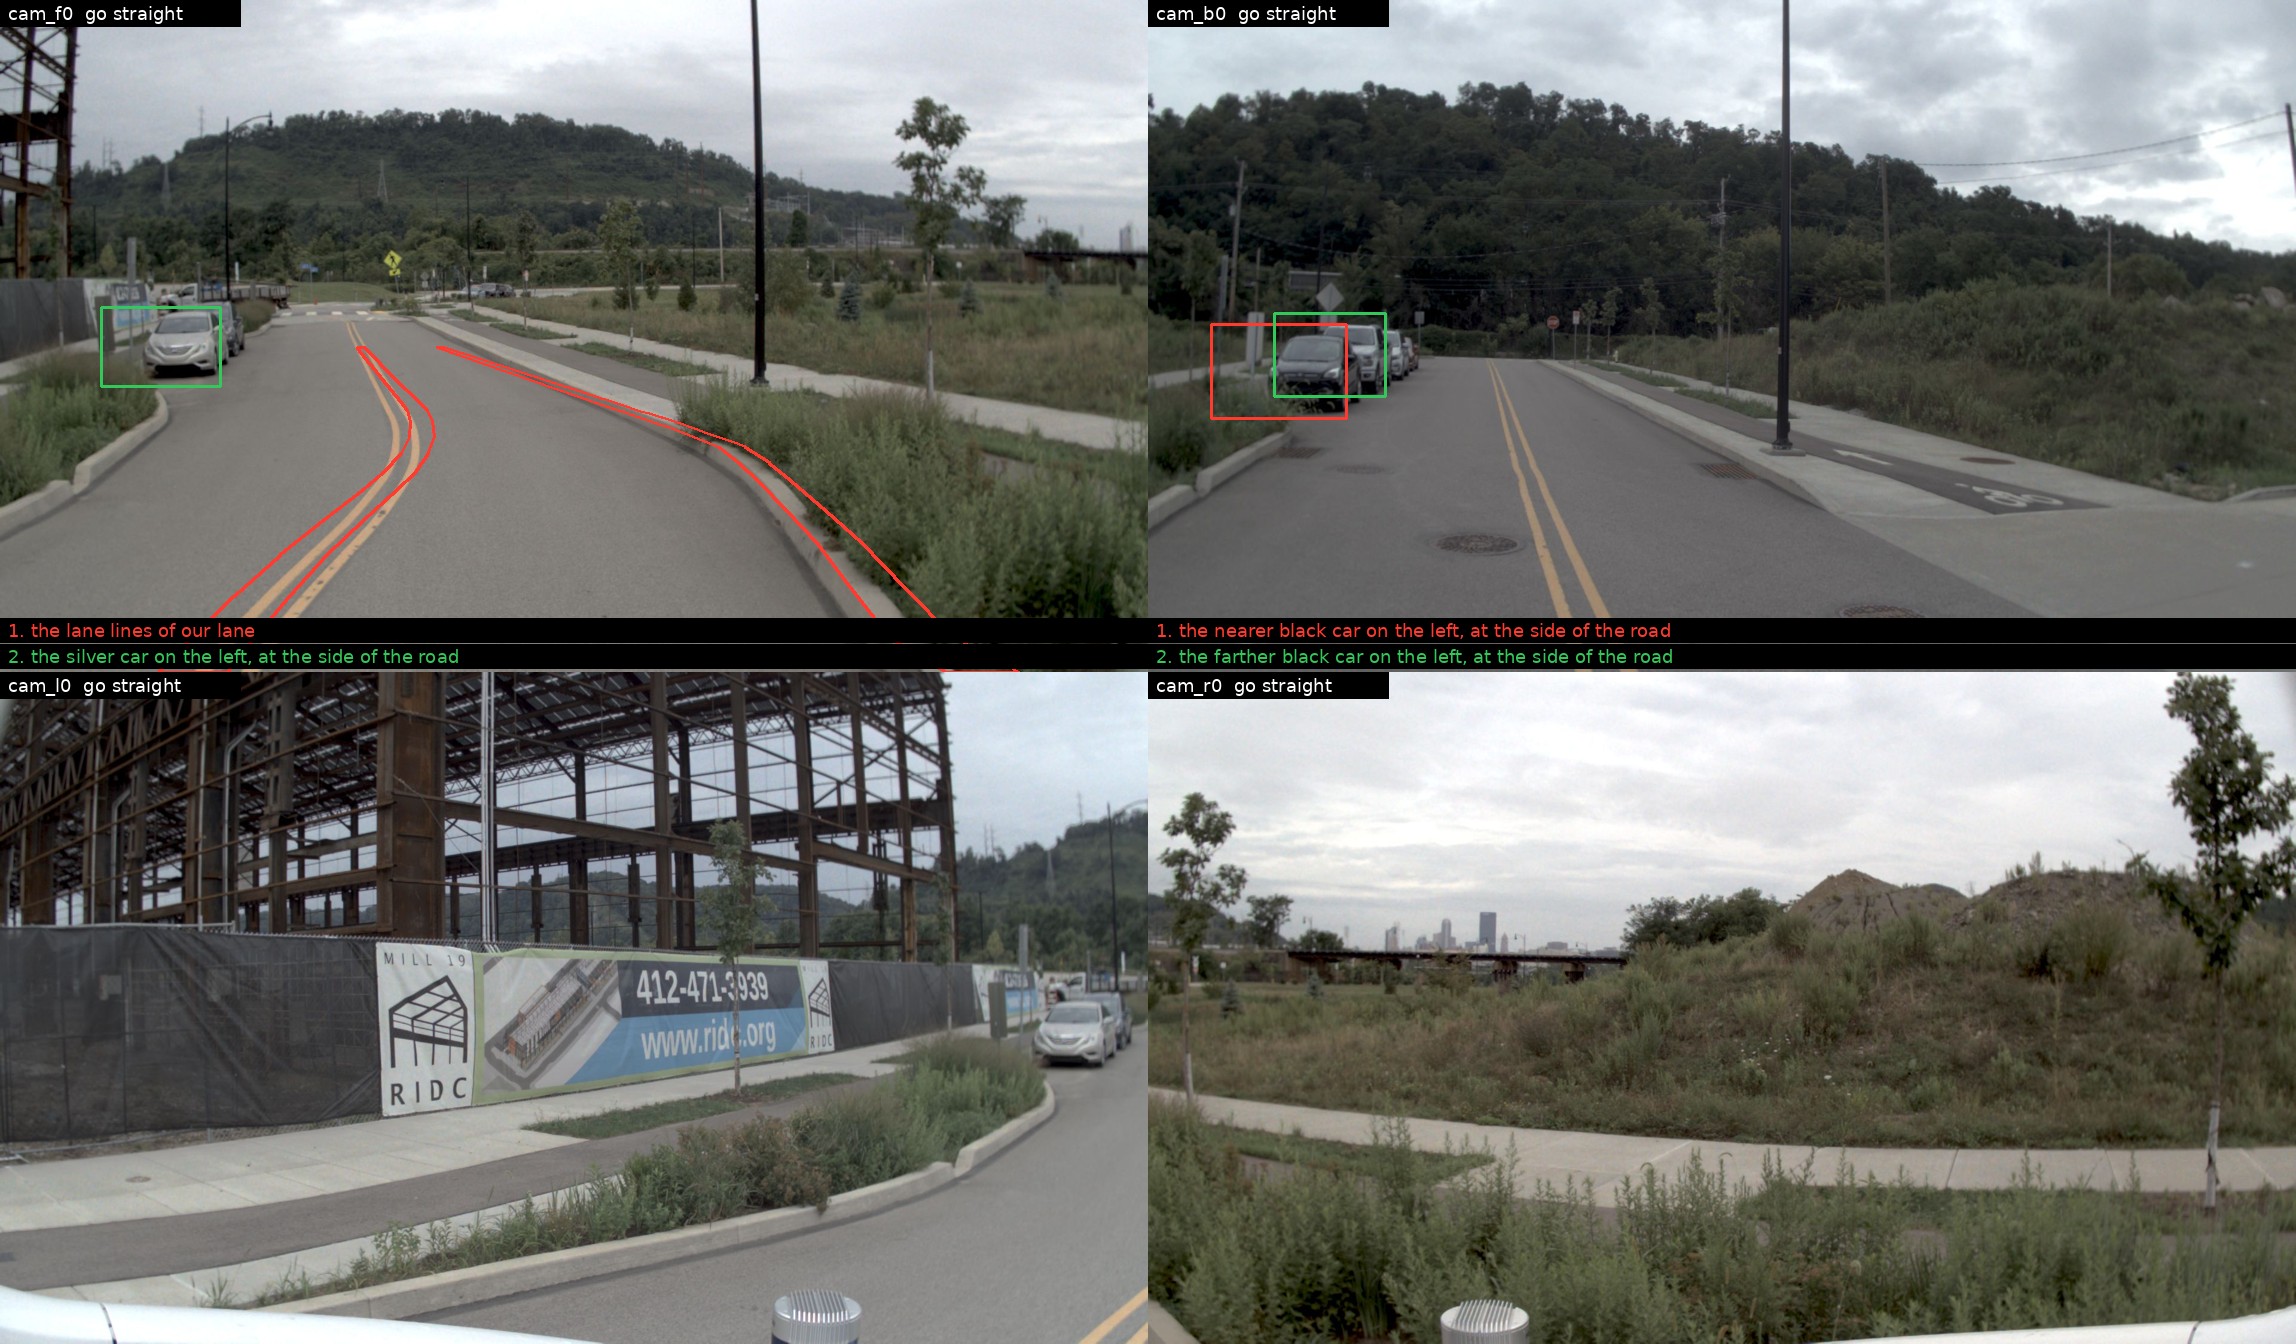 cam_f0 go straight
cam_b0 go straight
1. the lane lines of our lane
2. the silver car on the left, at the side of the road
1. the nearer black car on the left, at the side of the road
2. the farther black car on the left, at the side of the road
cam_l0 go straight
cam_r0 go straight
MILL 19
RIDC
412-471-3939
www.ridc.org
RIDC